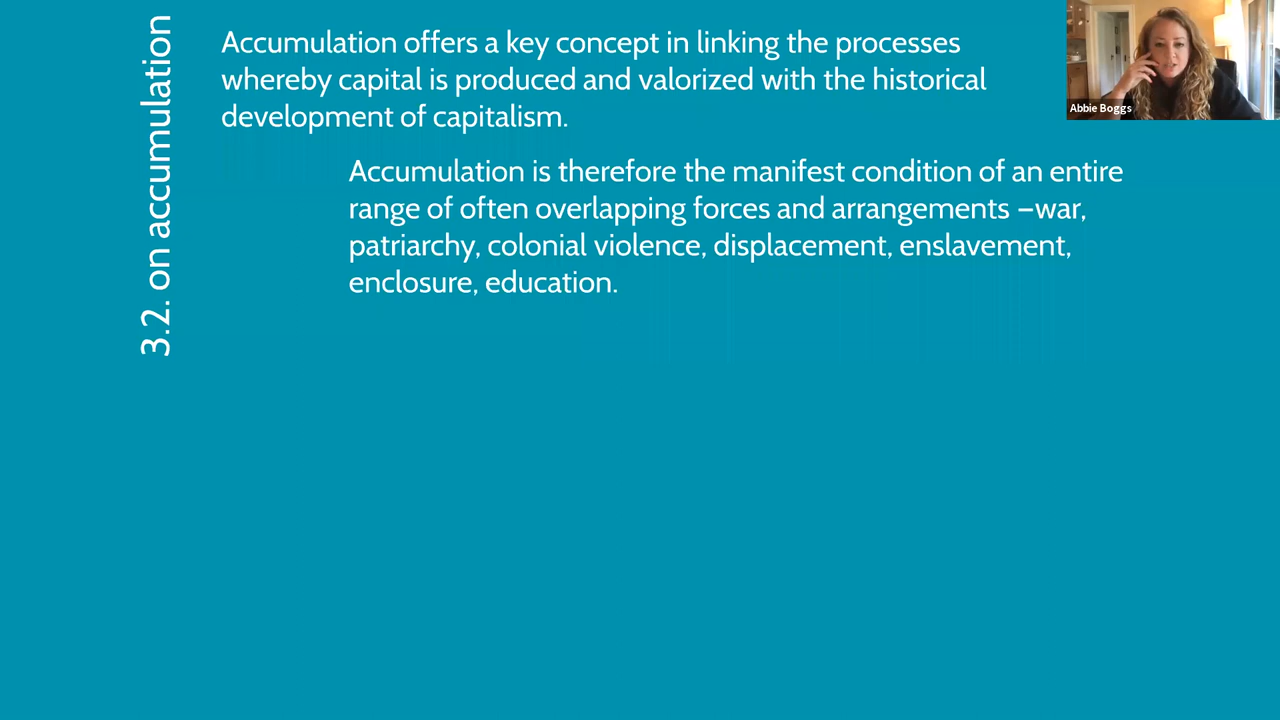 3.2. on accumulation
Accumulation offers a key concept in linking the processes
whereby capital is produced and valorized with the historical
development of capitalism.
Accumulation is therefore the manifest condition of an entire
range of often overlapping forces and arrangements –war,
patriarchy, colonial violence, displacement, enslavement,
enclosure, education.
Abbie Boggs